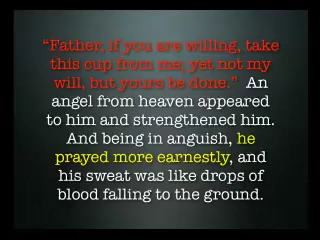 “Father, if you are willing, take
this cup from me; yet not my
will, but yours be done.” An
angel from heaven appeared
to him and strengthened him.
And being in anguish, he
prayed more earnestly, and
his sweat was like drops of
blood falling to the ground.